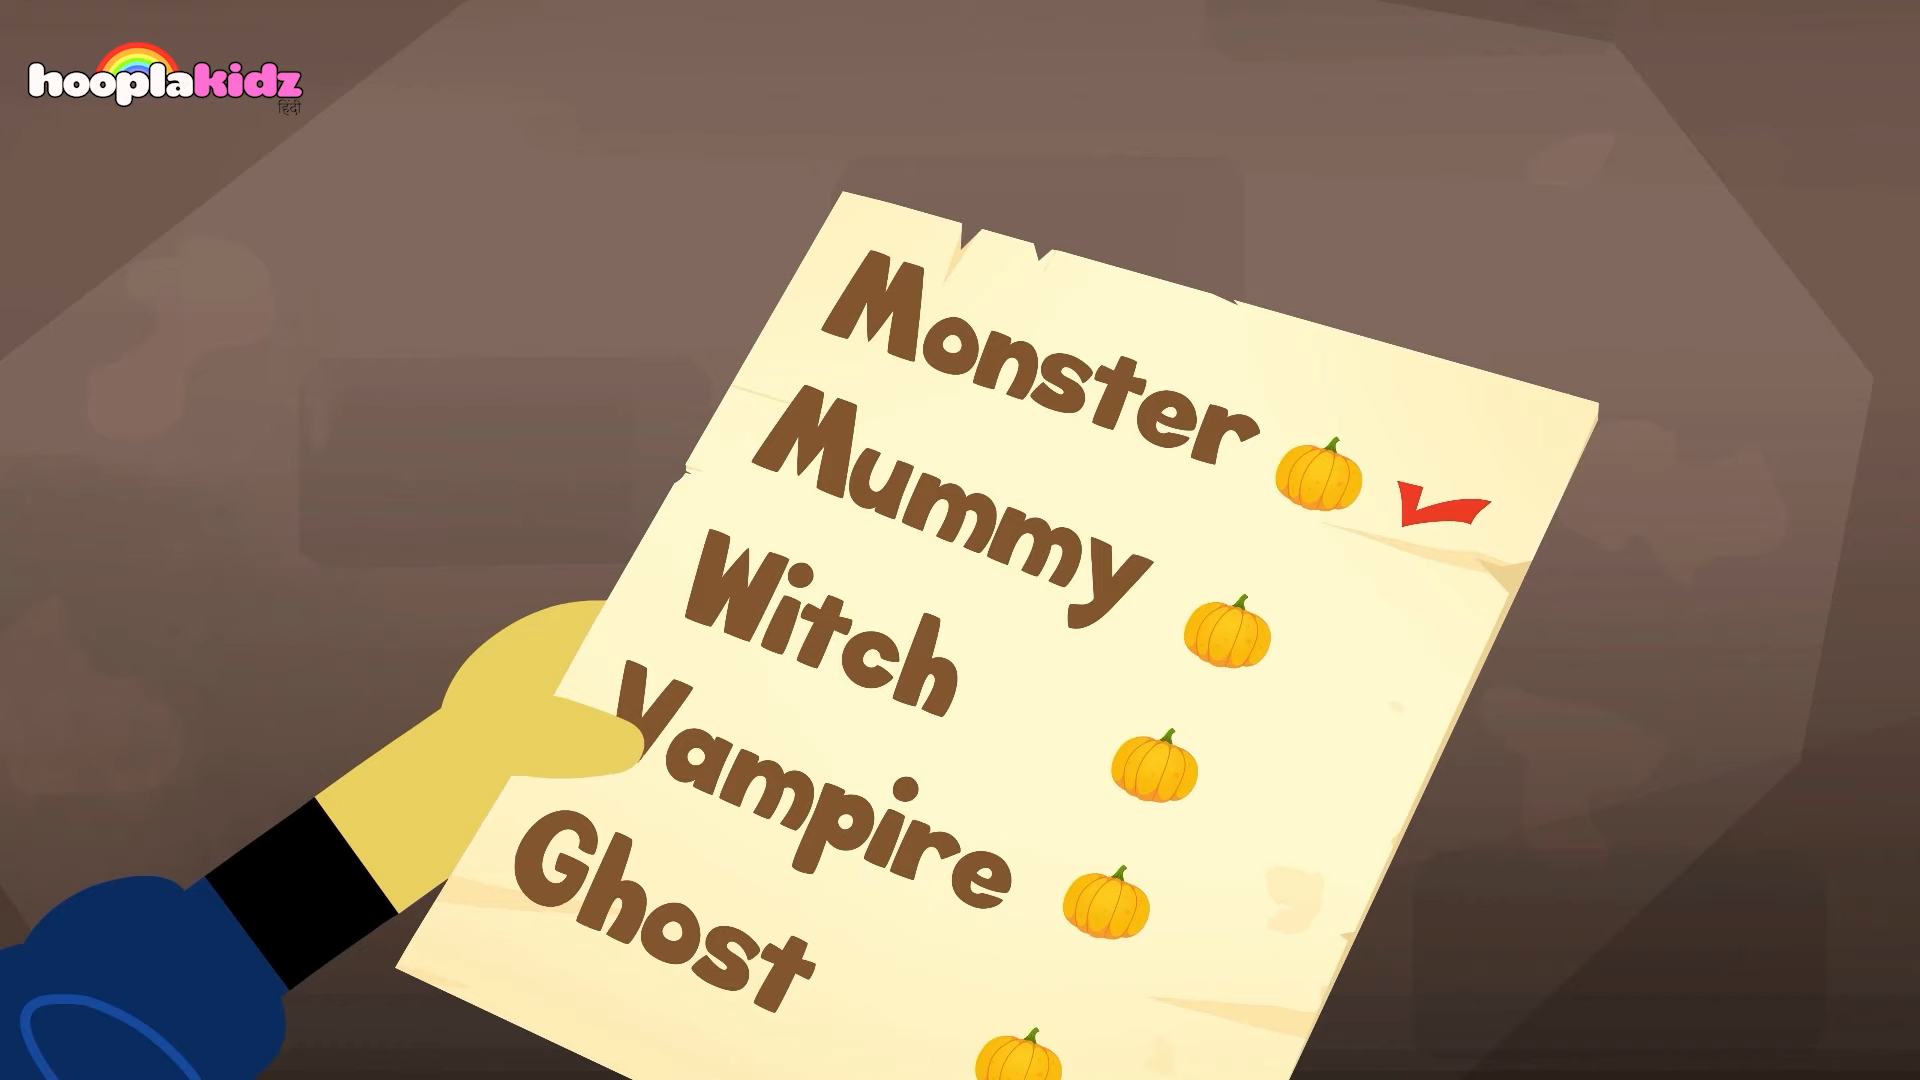 hooplakidz
हिंदी
Monster
Mummy
Witch
Vampire
Ghost